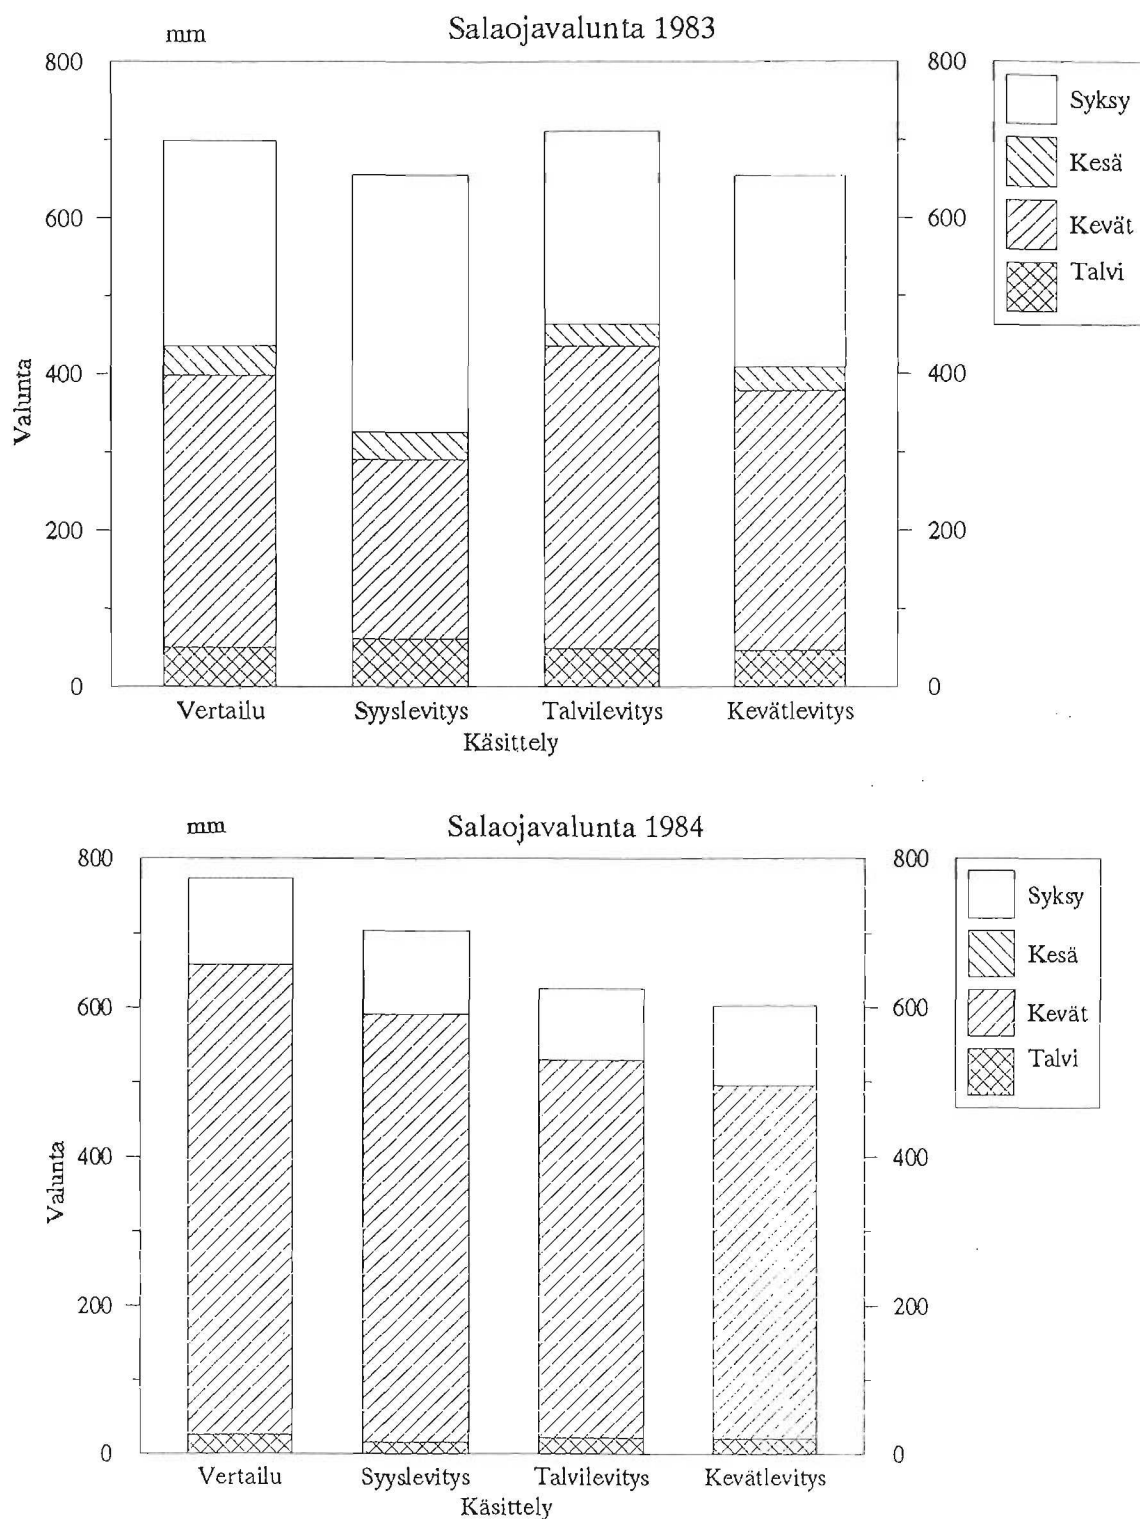 mm
Salaojavalunta 1983
800
800
Syksy
Kesä
600
600
Kevät
Talvi
400
400
Valunta
200
200
0
0
Vertailu Syyslevitys Talvilevitys Kevätlevitys
Käsittely
mm
Salaojavalunta 1984
800
800
Syksy
Kesä
600
600
Kevät
Talvi
400
400
Valunta
200
200
0
0
Vertailu Syyslevitys Talvilevitys Kevätlevitys
Käsittely